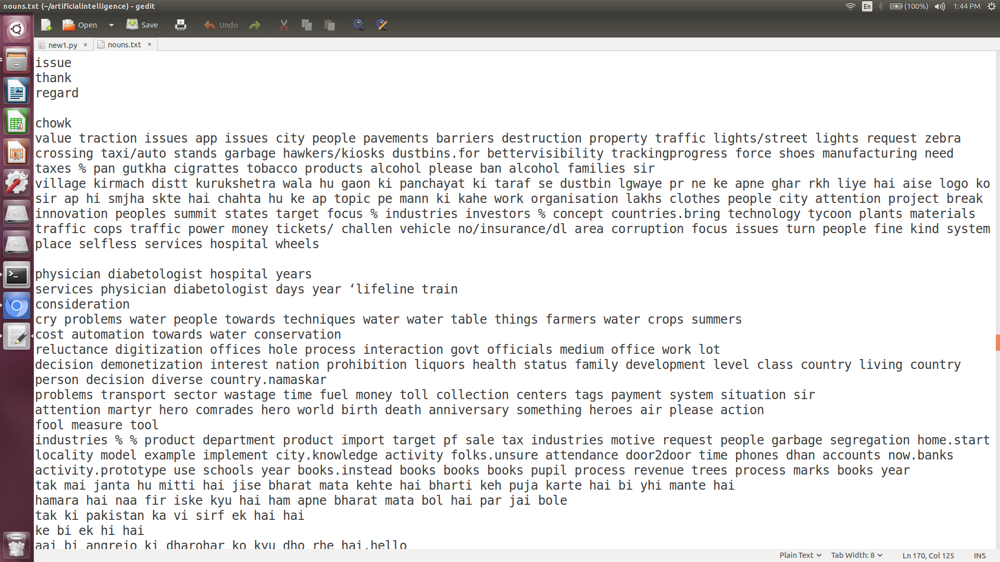 nouns.txt (~/artificialintelligence) - gedit
En
(100%)
1:44 PM
Open
Save
Undo
new1.py ×
nouns.txt ×
issue
thank
regard
chowk
value traction issues app issues city people pavements barriers destruction property traffic lights/street lights request zebra
crossing taxi/auto stands garbage hawkers/kiosks dustbins.for bettervisibility trackingprogress force shoes manufacturing need
taxes % pan gutkha cigrattes tobacco products alcohol please ban alcohol families sir
village kirmach distt kurukshetra wala hu gaon ki panchayat ki taraf se dustbin lgwaye pr ne ke apne ghar rkh liye hai aise logo ko
sir ap hi smjha skte hai chahta hu ke ap topic pe mann ki kahe work organisation lakhs clothes people city attention project break
innovation peoples summit states target focus % industries investors % concept countries.bring technology tycoon plants materials
traffic cops traffic power money tickets/ challen vehicle no/insurance/dl area corruption focus issues turn people fine kind system
place selfless services hospital wheels
physician diabetologist hospital years
services physician diabetologist days year ‘lifeline train
consideration
cry problems water people towards techniques water water table things farmers water crops summers
cost automation towards water conservation
reluctance digitization offices hole process interaction govt officials medium office work lot
decision demonetization interest nation prohibition liquors health status family development level class country living country
person decision diverse country.namaskar
problems transport sector wastage time fuel money toll collection centers tags payment system situation sir
attention martyr hero comrades hero world birth death anniversary something heroes air please action
fool measure tool
industries % % product department product import target pf sale tax industries motive request people garbage segregation home.start
locality model example implement city.knowledge activity folks.unsure attendance door2door time phones dhan accounts now.banks
activity.prototype use schools year books.instead books books books pupil process revenue trees process marks books year
tak mai janta hu mitti hai jise bharat mata kehte hai bharti keh puja karte hai bi yhi mante hai
hamara hai naa fir iske kyu hai ham apne bharat mata bol hai par jai bole
tak ki pakistan ka vi sirf ek hai hai
ke bi ek hi hai
aaj bi angrejo ki dharohar ko kyu dho rhe hai.hello
Plain Text
Tab Width: 8
Ln 170, Col 125
INS